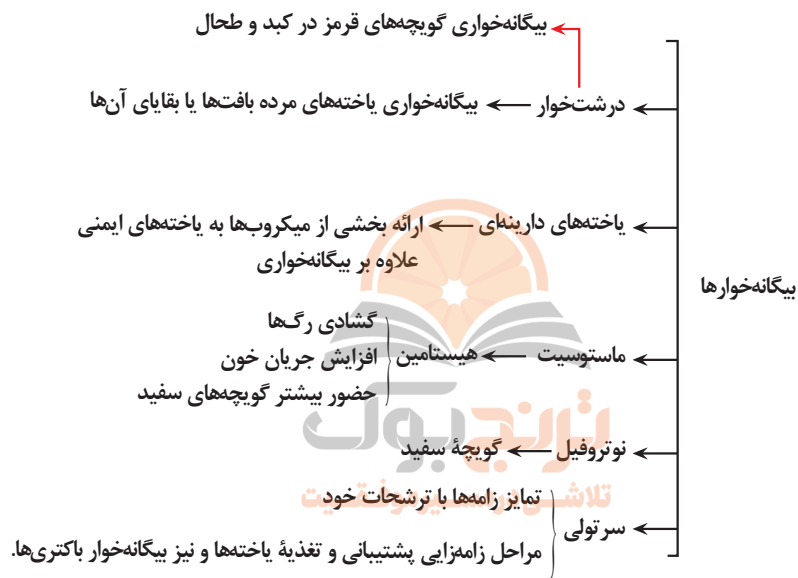 بیگانه‌خواری گویچه‌های قرمز در کبد و طحال
درشت‌خوار
بیگانه‌خواری یاخته‌های مرده بافت‌ها یا بقایای آن‌ها
یاخته‌های دارینه‌ای
ارائه بخشی از میکروب‌ها به یاخته‌های ایمنی
علاوه بر بیگانه‌خواری
بیگانه‌خوارها
ماستوسیت
هیستامین
گشادی رگ‌ها
افزایش جریان خون
حضور بیشتر گویچه‌های سفید
نوتروفیل
گویچهٔ سفید
سرتولی
تمایز زامه‌ها با ترشحات خود
مراحل زامه‌زایی پشتیبانی و تغذیهٔ یاخته‌ها و نیز بیگانه‌خوار باکتری‌ها.
ترنج بوک
تلاشی در مسیر موفقیت